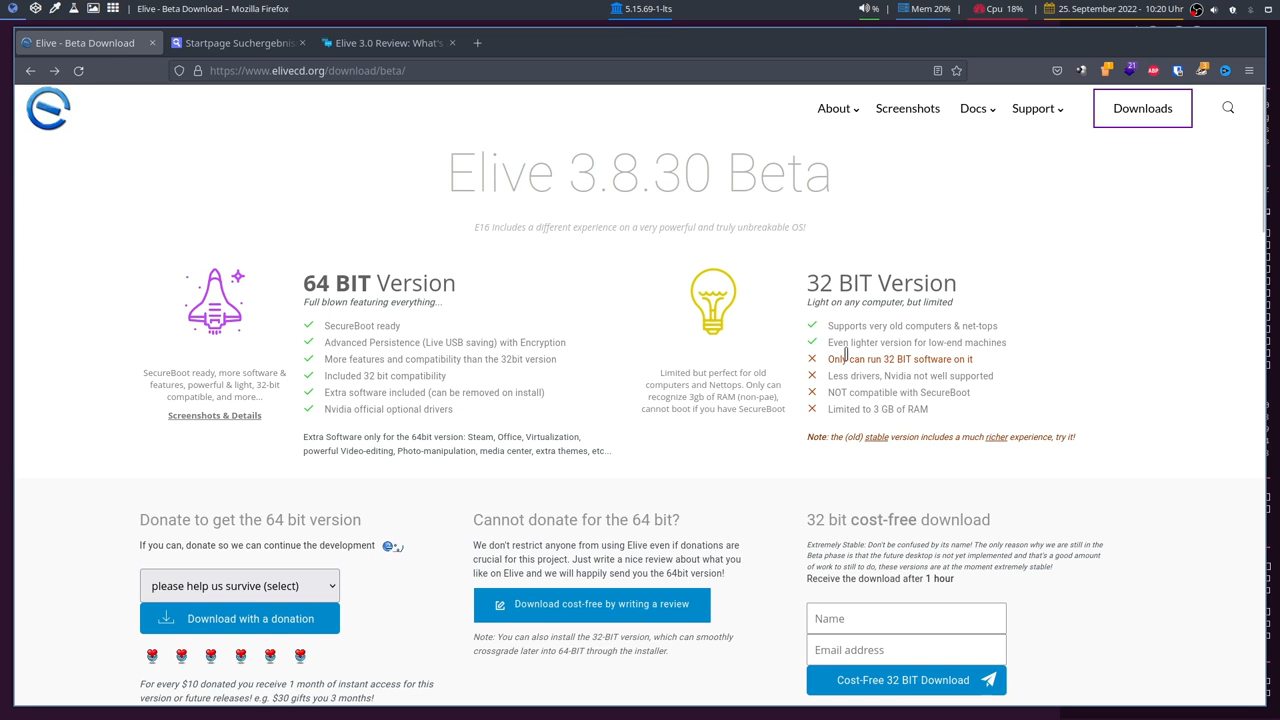 5.15.69-1-lts
%
Mem 20%
Cpu 18%
25. September 2022 - 10:20 Uhr
Elive - Beta Download – Mozilla Firefox
Elive - Beta Download
Startpage Suchergebnis
Elive 3.0 Review: What's
https://www.elivecd.org/download/beta/
21
About
Screenshots
Docs
Support
Downloads
Elive 3.8.30 Beta
E16 Includes a different experience on a very powerful and truly unbreakable OS!
SecureBoot ready, more software &
features, powerful & light, 32-bit
compatible, and more...
Screenshots & Details
64 BIT Version
Full blown featuring everything...
SecureBoot ready
Advanced Persistence (Live USB saving) with Encryption
More features and compatibility than the 32bit version
Included 32 bit compatibility
Extra software included (can be removed on install)
Nvidia official optional drivers
Extra Software only for the 64bit version: Steam, Office, Virtualization,
powerful Video-editing, Photo-manipulation, media center, extra themes, etc...
Limited but perfect for old
computers and Nettops. Only can
recognize 3gb of RAM (non-pae),
cannot boot if you have SecureBoot
32 BIT Version
Light on any computer, but limited
Supports very old computers & net-tops
Even lighter version for low-end machines
Only can run 32 BIT software on it
Less drivers, Nvidia not well supported
NOT compatible with SecureBoot
Limited to 3 GB of RAM
Note: the (old) stable version includes a much richer experience, try it!
Donate to get the 64 bit version
If you can, donate so we can continue the development
please help us survive (select)
Download with a donation
For every $10 donated you receive 1 month of instant access for this
version or future releases! e.g. $30 gifts you 3 months!
Cannot donate for the 64 bit?
We don't restrict anyone from using Elive even if donations are
crucial for this project. Just write a nice review about what you
like on Elive and we will happily send you the 64bit version!
Download cost-free by writing a review
Note: You can also install the 32-BIT version, which can smoothly
crossgrade later into 64-BIT through the installer.
32 bit cost-free download
Extremely Stable: Don't be confused by its name! The only reason why we are still in the
Beta phase is that the future desktop is not yet implemented and that's a good amount
of work to still to do, these versions are at the moment extremely stable!
Receive the download after 1 hour
Name
Email address
Cost-Free 32 BIT Download